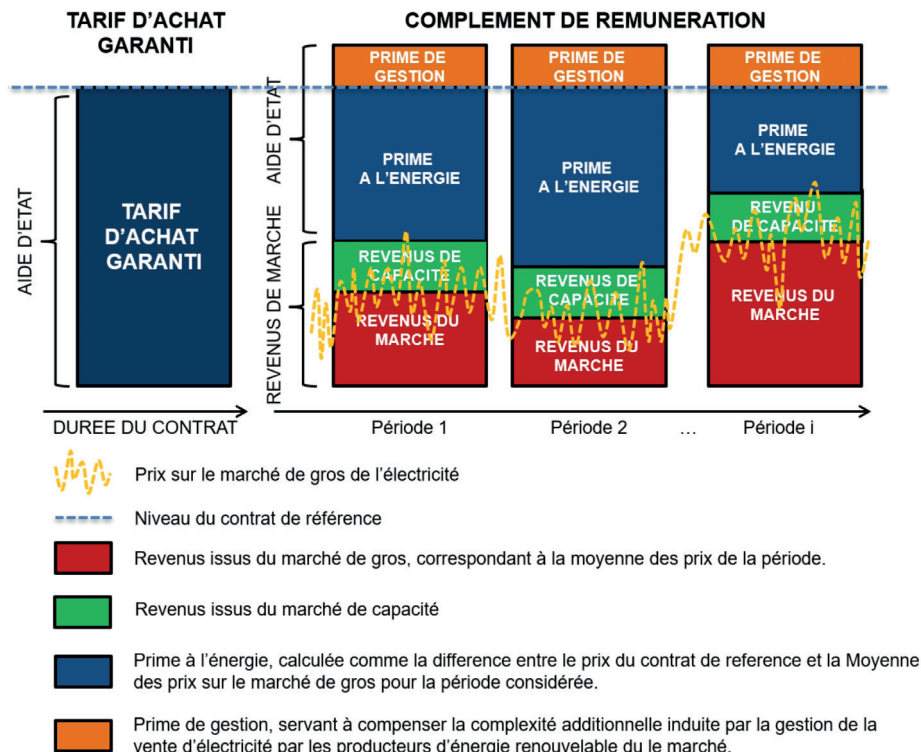 TARIF D'ACHAT
GARANTI
COMPLEMENT DE REMUNERATION
AIDE D'ETAT
TARIF
D'ACHAT
GARANTI
AIDE D'ETAT
REVENUS DE MARCHE
PRIME DE
GESTION
PRIME
A L'ENERGIE
REVENUS DE
CAPACITE
REVENUS DU
MARCHE
PRIME DE
GESTION
PRIME
A L'ENERGIE
REVENUS DE
CAPACITE
REVENUS DU
MARCHE
PRIME DE
GESTION
PRIME
A L'ENERGIE
REVENU
DE CAPACITE
REVENUS DU
MARCHE
DUREE DU CONTRAT
Période 1
Période 2
...
Période i
Prix sur le marché de gros de l'électricité
Niveau du contrat de référence
Revenus issus du marché de gros, correspondant à la moyenne des prix de la période.
Revenus issus du marché de capacité
Prime à l'énergie, calculée comme la difference entre le prix du contrat de reference et la Moyenne
des prix sur le marché de gros pour la période considérée.
Prime de gestion, servant à compenser la complexité additionnelle induite par la gestion de la
vente d'électricité par les producteurs d'énergie renouvelable du le marché.